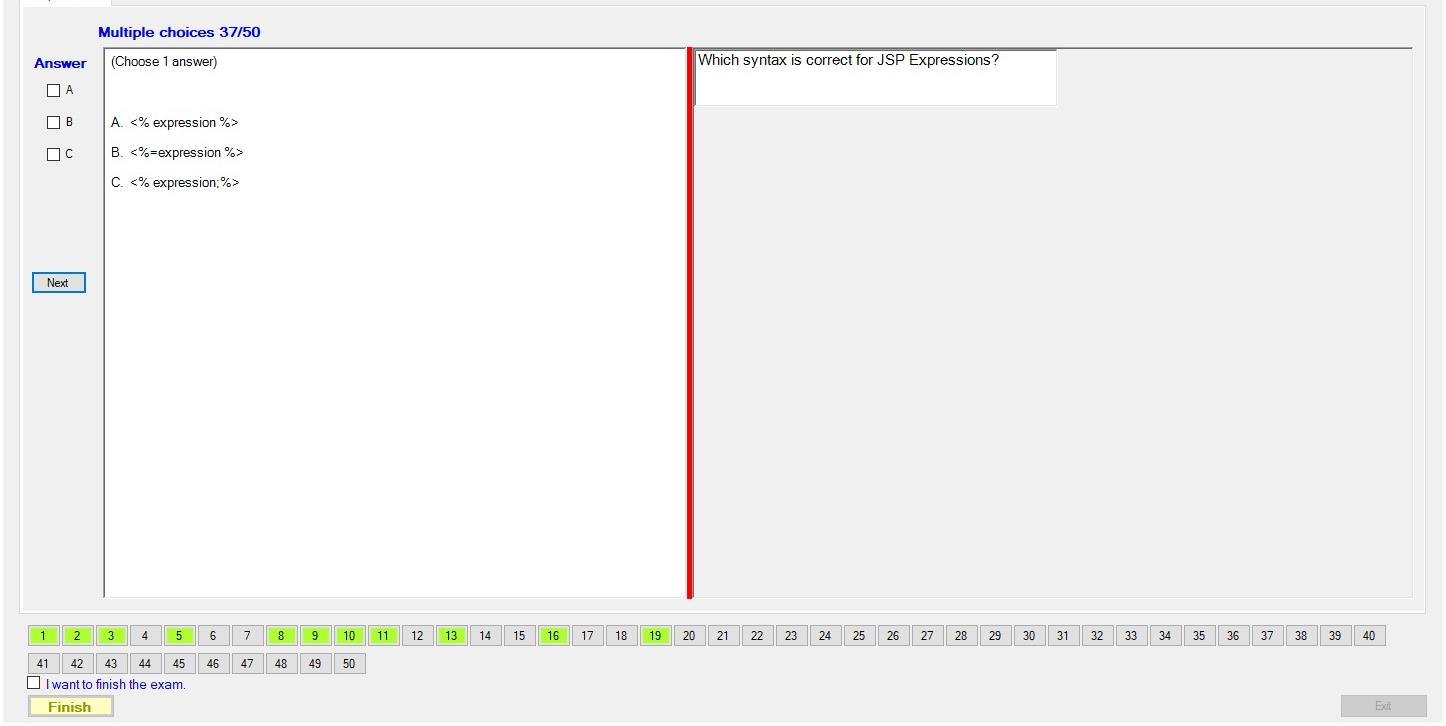 Multiple choices 37/50
Answer
A
B
C
(Choose 1 answer)
A. <% expression %>
B. <%=expression %>
C. <% expression;%>
Which syntax is correct for JSP Expressions?
Next
1 2 3 4 5 6 7 8 9 10 11 12 13 14 15 16 17 18 19 20 21 22 23 24 25 26 27 28 29 30 31 32 33 34 35 36 37 38 39 40
41 42 43 44 45 46 47 48 49 50
I want to finish the exam.
Finish
Exit